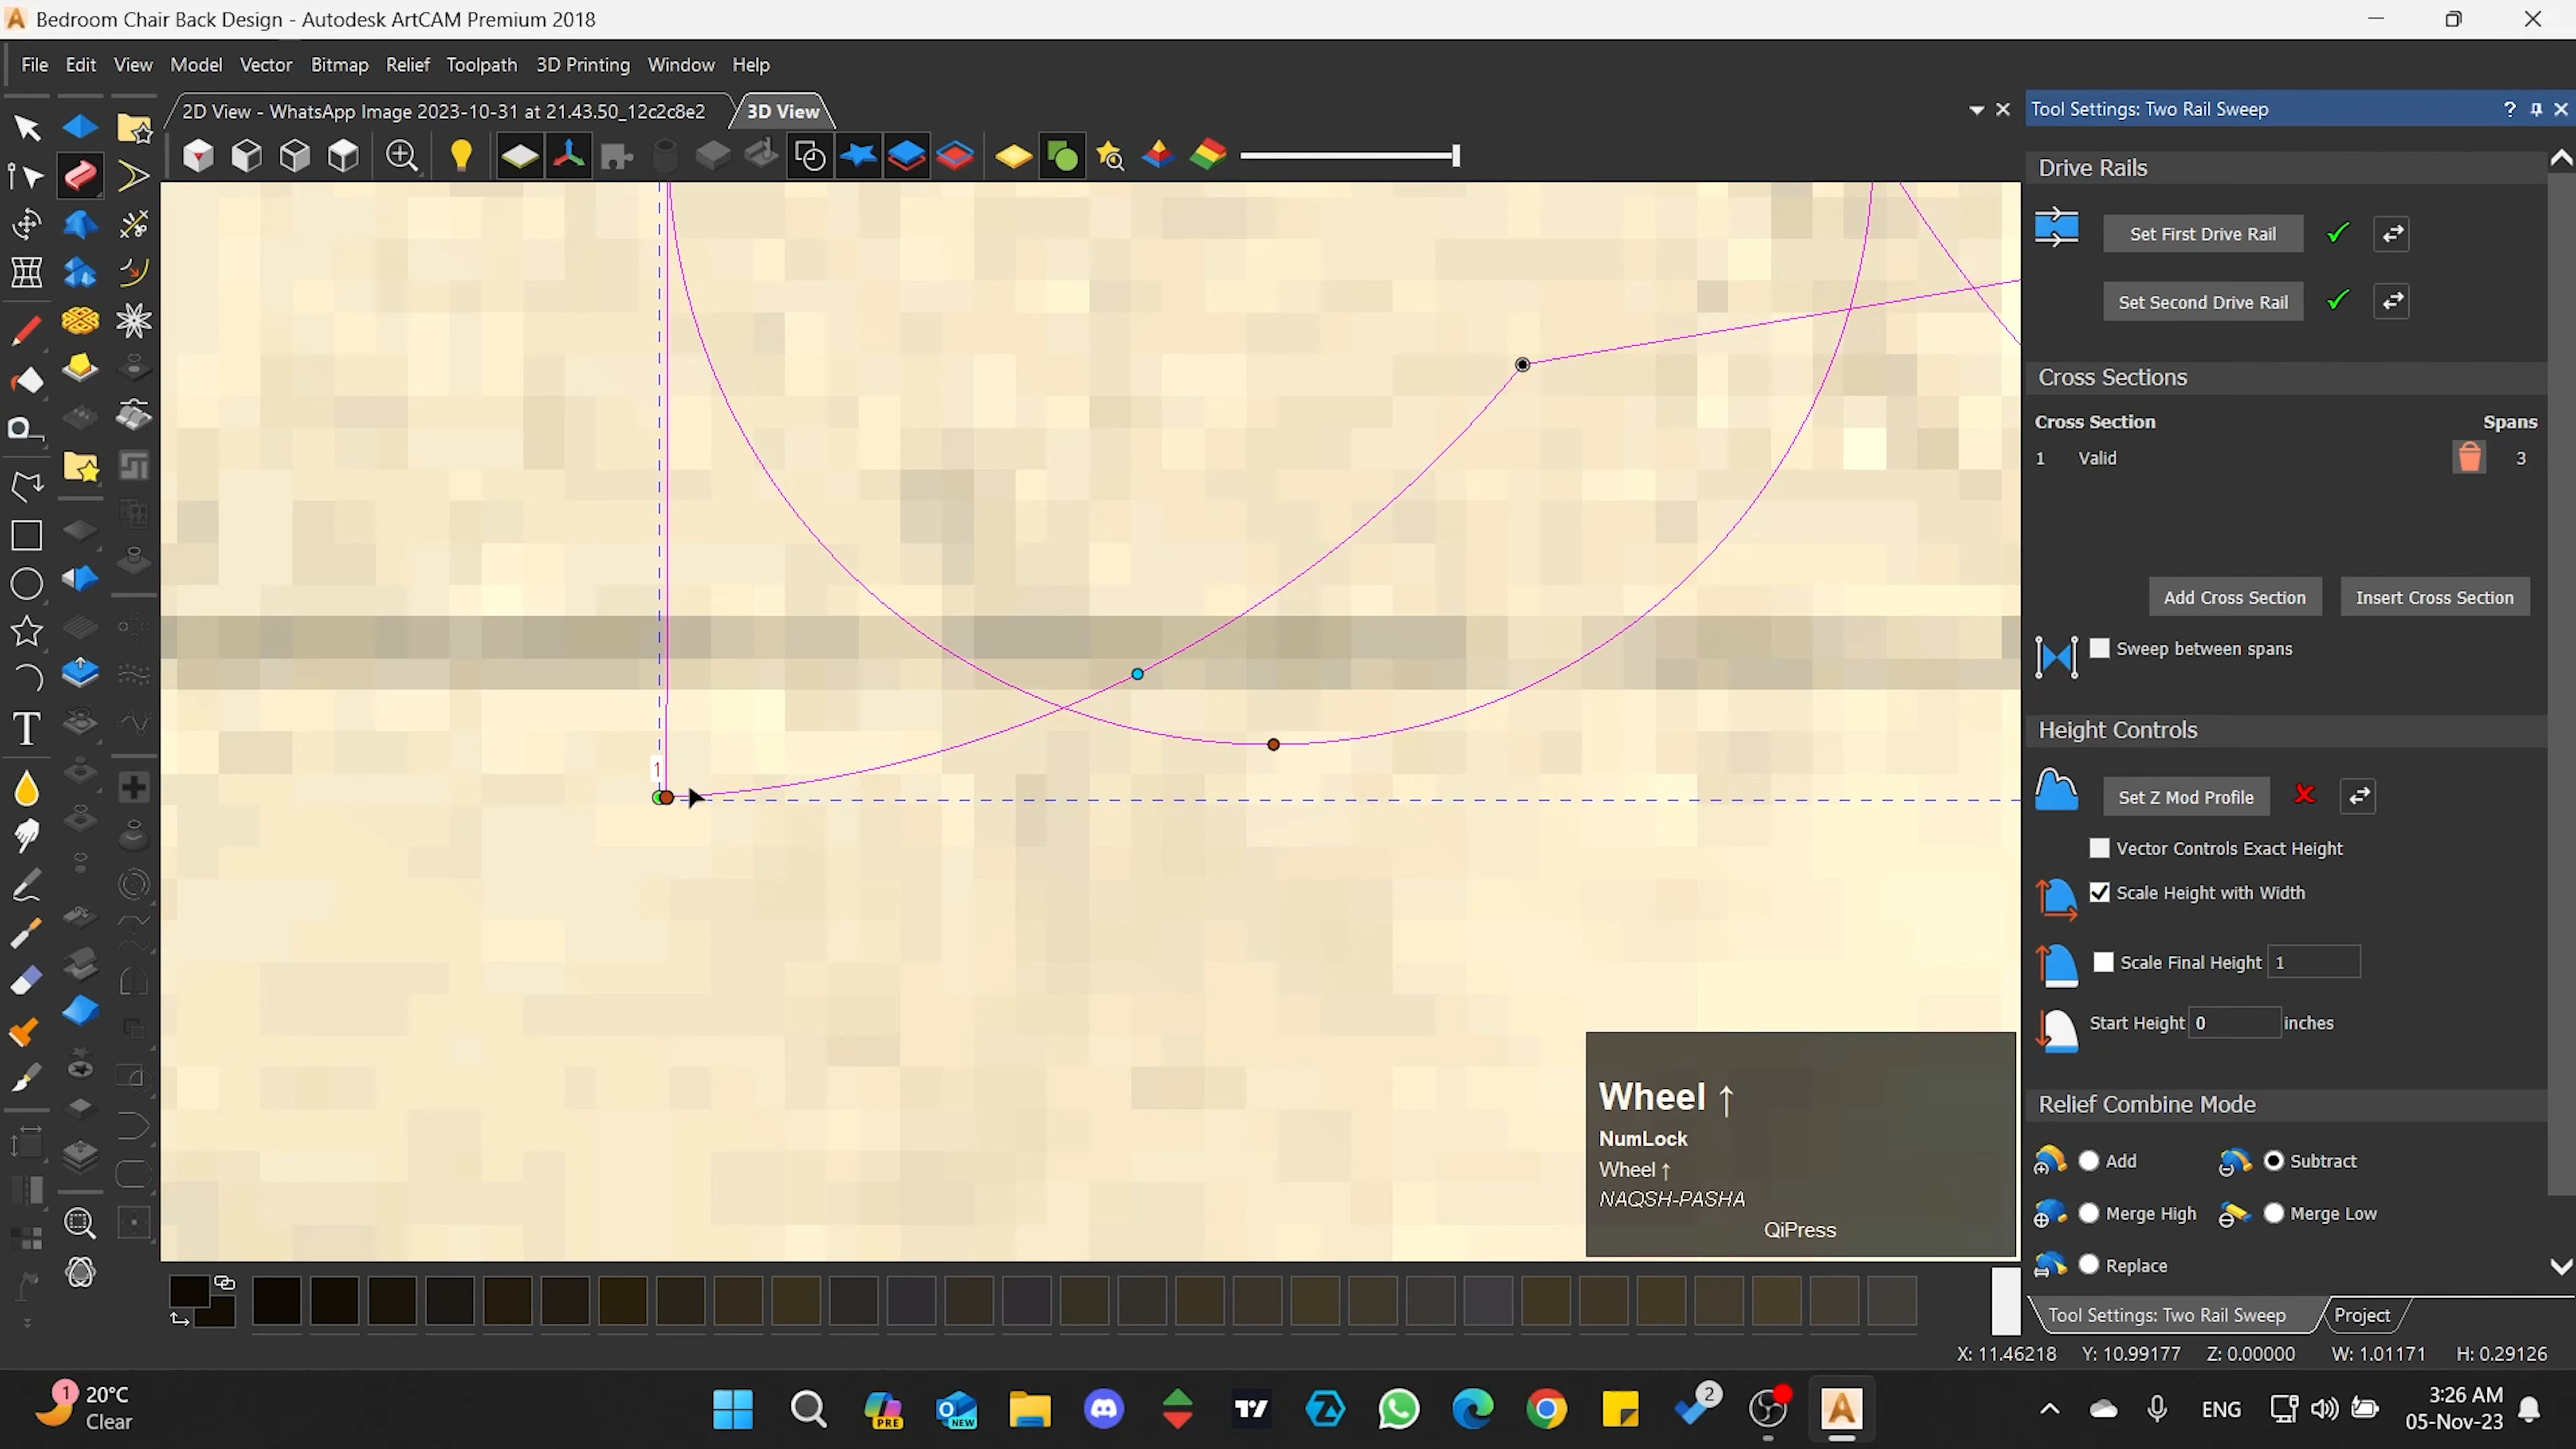 Bedroom Chair Back Design - Autodesk ArtCAM Premium 2018
File Edit View Model Vector Bitmap Relief Toolpath 3D Printing Window Help
2D View - WhatsApp Image 2023-10-31 at 21.43.50_12c2c8e2 3D View
Tool Settings: Two Rail Sweep
Drive Rails
Set First Drive Rail
Set Second Drive Rail
Cross Sections
Cross Section Spans
1 Valid 3
Add Cross Section Insert Cross Section
Sweep between spans
Height Controls
Set Z Mod Profile
Vector Controls Exact Height
Scale Height with Width
Scale Final Height 1
Start Height 0 inches
Relief Combine Mode
Add Subtract
Merge High Merge Low
Replace
Tool Settings: Two Rail Sweep Project
1
Wheel ↑
NumLock
Wheel ↑
NAQSH-PASHA
QiPress
X: 11.46218 Y: 10.99177 Z: 0.00000 W: 1.01171 H: 0.29126
1 20°C
Clear
PRE
NEW
2
ENG
3:26 AM
05-Nov-23